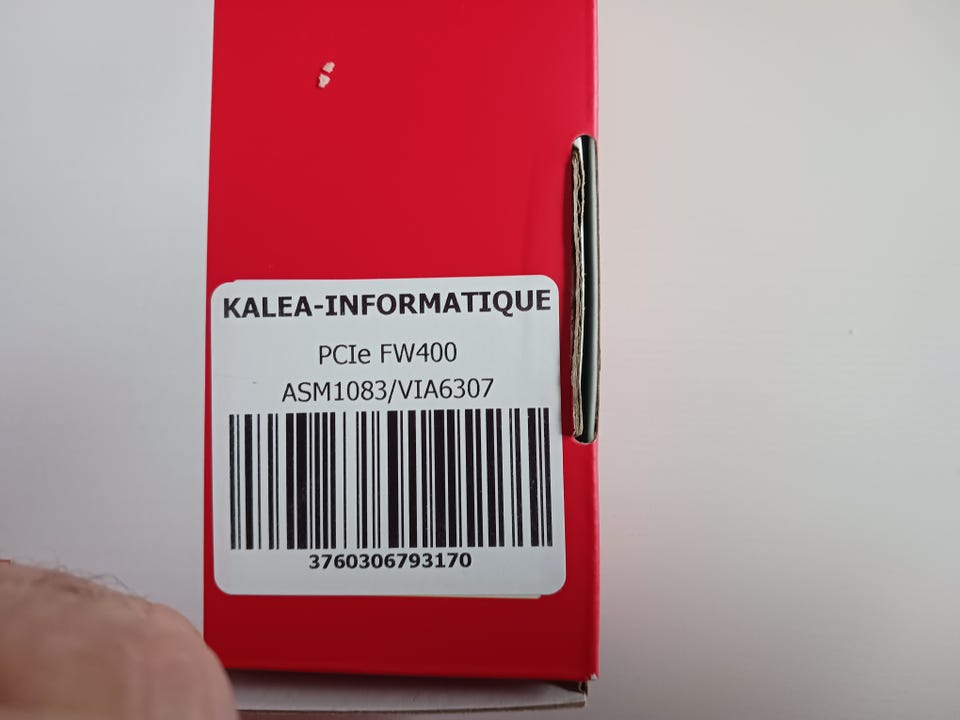 KALEA-INFORMATIQUE
PCIe FW400
ASM1083/VIA6307
3760306793170